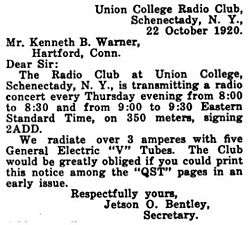 Union College Radio Club,
Schenectady, N. Y.,
22 October 1920.
Mr. Kenneth B. Warner,
Hartford, Conn.
Dear Sir:
The Radio Club at Union College,
Schenectady, N. Y., is transmitting a radio
concert every Thursday evening from 8:00
to 8:30 and from 9:00 to 9:30 Eastern
Standard Time, on 350 meters, signing
2ADD.
We radiate over 3 amperes with five
General Electric "V" Tubes. The Club
would be greatly obliged if you could print
this notice among the "QST" pages in an
early issue.
Respectfully yours,
Jetson O. Bentley,
Secretary.